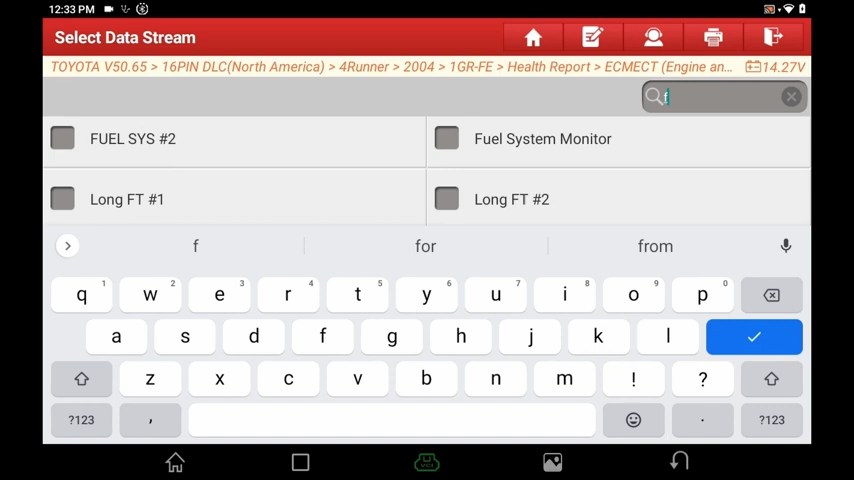 12:33 PM
Select Data Stream
TOYOTA V50.65 > 16PIN DLC(North America) > 4Runner > 2004 > 1GR-FE > Health Report > ECMECT (Engine an...
14.27V
f
FUEL SYS #2
Fuel System Monitor
Long FT #1
Long FT #2
f for from
q 1 w 2 e 3 r 4 t 5 y 6 u 7 i 8 o 9 p 0
a s d f g h j k l
z x c v b n m ! ?
?123 , . ?123